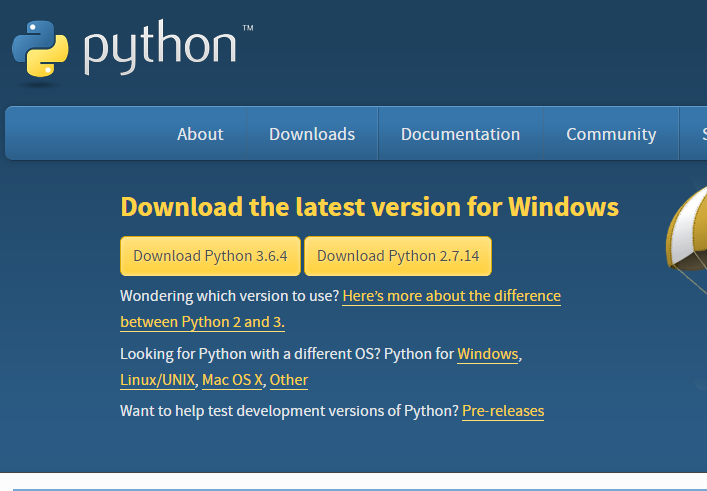 python™
About Downloads Documentation Community S
Download the latest version for Windows
Download Python 3.6.4 Download Python 2.7.14
Wondering which version to use? Here's more about the difference
between Python 2 and 3.
Looking for Python with a different OS? Python for Windows,
Linux/UNIX, Mac OS X, Other
Want to help test development versions of Python? Pre-releases